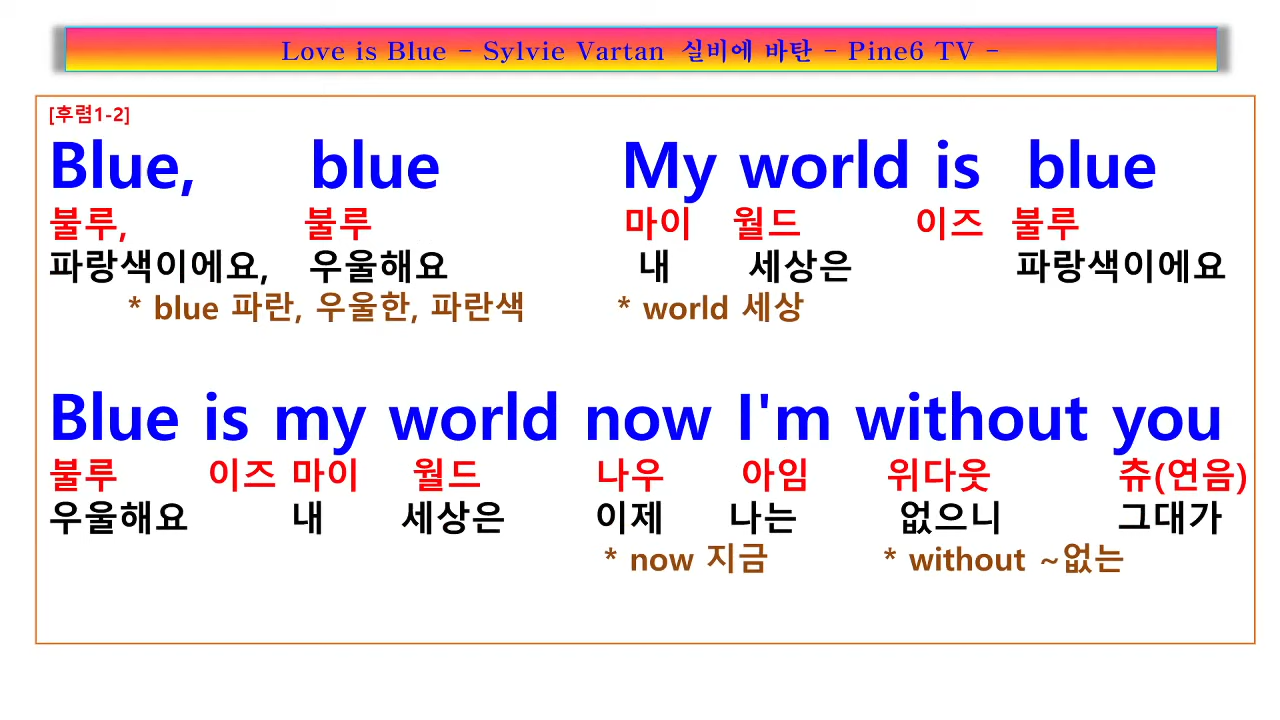 Love is Blue - Sylvie Vartan 실비에 바탄 - Pine6 TV -
[후렴1-2]
Blue, blue My world is blue
불루, 불루 마이 월드 이즈 불루
파랑색이에요, 우울해요 내 세상은 파랑색이에요
* blue 파란, 우울한, 파란색 * world 세상
Blue is my world now I'm without you
불루 이즈 마이 월드 나우 아임 위다웃 츄(연음)
우울해요 내 세상은 이제 나는 없으니 그대가
* now 지금 * without ~없는